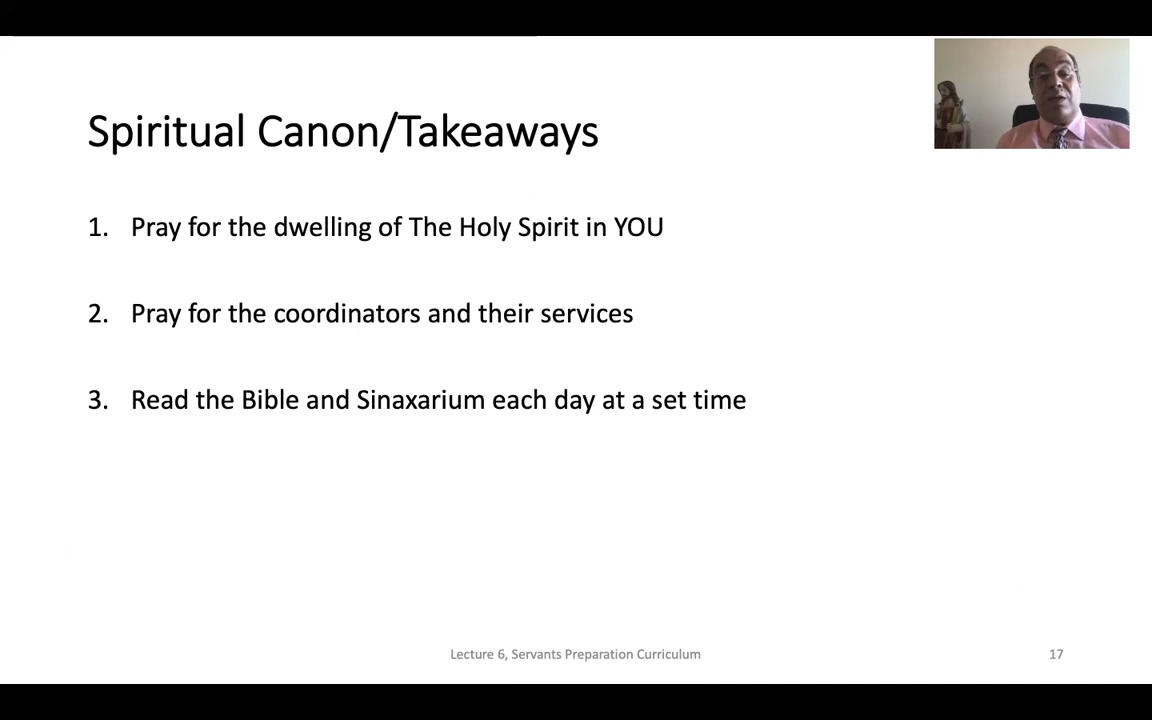 Spiritual Canon/Takeaways
1. Pray for the dwelling of The Holy Spirit in YOU
2. Pray for the coordinators and their services
3. Read the Bible and Sinaxarium each day at a set time
Lecture 6, Servants Preparation Curriculum
17